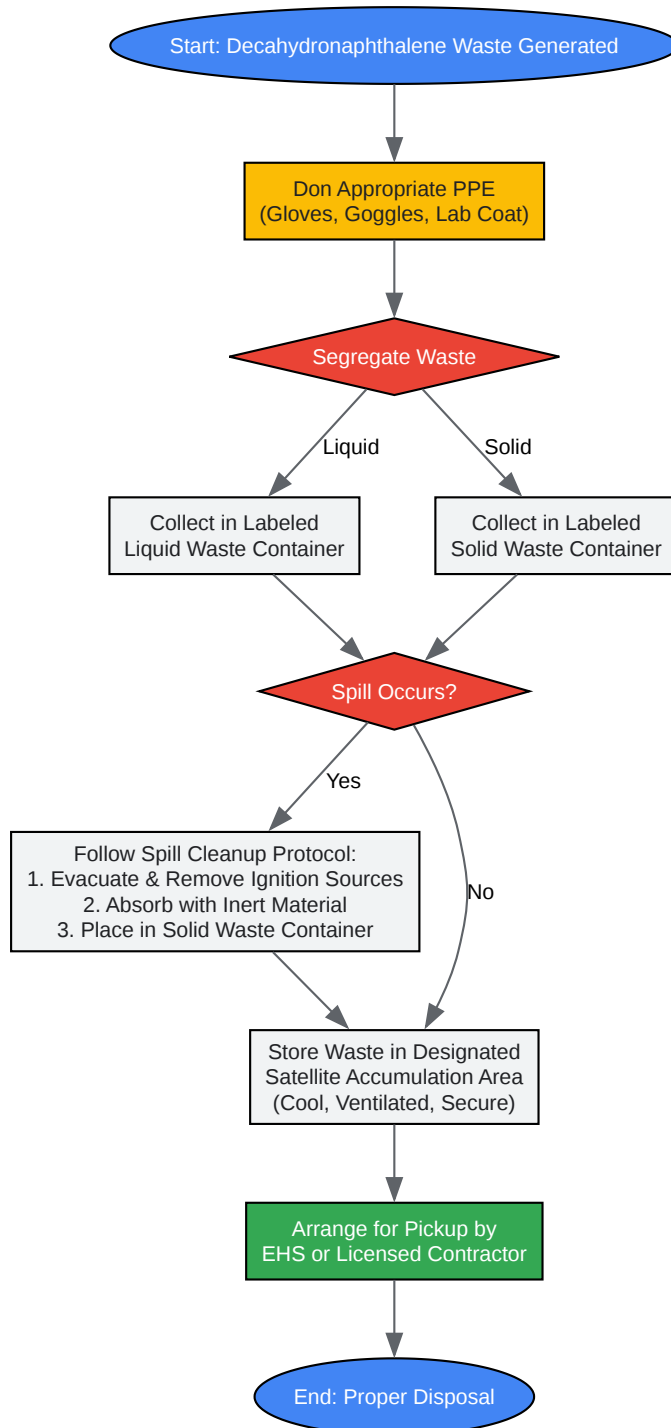 Start: Decahydronaphthalene Waste Generated
Don Appropriate PPE
(Gloves, Goggles, Lab Coat)
Segregate Waste
Liquid
Solid
Collect in Labeled
Liquid Waste Container
Collect in Labeled
Solid Waste Container
Spill Occurs?
Yes
Follow Spill Cleanup Protocol:
1. Evacuate & Remove Ignition Sources
2. Absorb with Inert Material
3. Place in Solid Waste Container
No
Store Waste in Designated
Satellite Accumulation Area
(Cool, Ventilated, Secure)
Arrange for Pickup by
EHS or Licensed Contractor
End: Proper Disposal